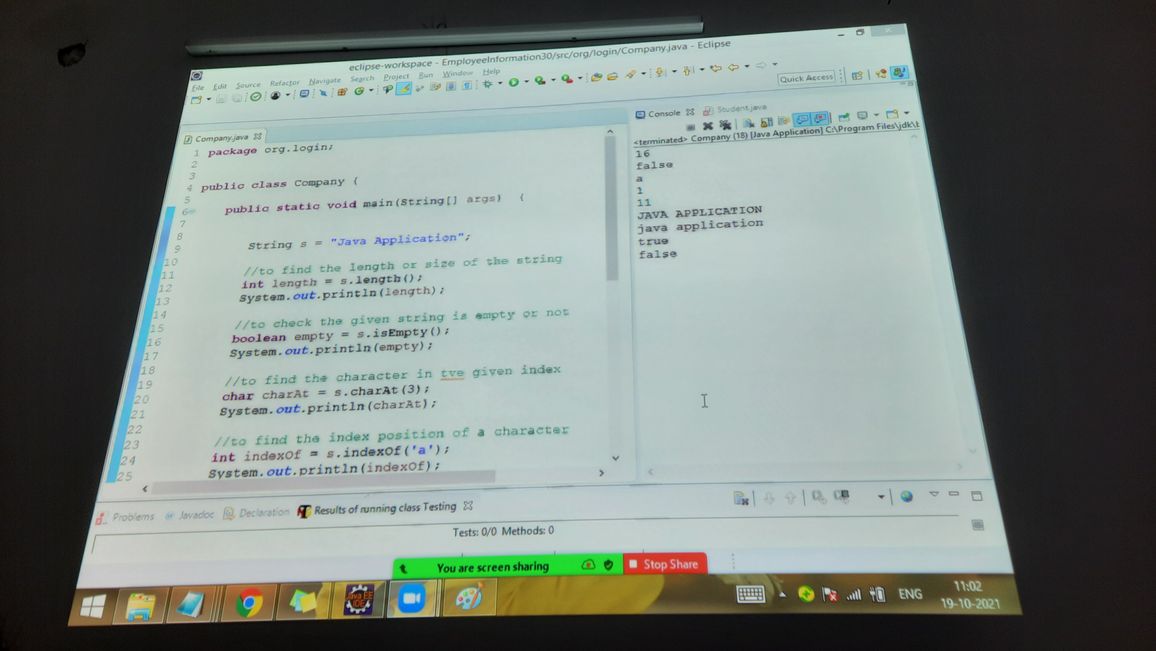 eclipse-workspace - EmployeeInformation30/src/org/login/Company.java - Eclipse
File Edit Source Refactor Navigate Search Project Run Window Help
Quick Access
Company.java
1 package org.login;
2
3
4 public class Company {
5
6 public static void main(String[] args) {
7
8
9 String s = "Java Application";
10
11 //to find the length or size of the string
12 int length = s.length();
13 System.out.println(length);
14
15 //to check the given string is empty or not
16 boolean empty = s.isEmpty();
17 System.out.println(empty);
18
19 //to find the character in tve given index
20 char charAt = s.charAt(3);
21 System.out.println(charAt);
22
23 //to find the index position of a character
24 int indexOf = s.indexOf('a');
25 System.out.println(indexOf);
Console Student.java
<terminated> Company (18) [Java Application] C:\Program Files\jdk\
16
false
a
1
11
JAVA APPLICATION
java application
true
false
Problems Javadoc Declaration Results of running class Testing
Tests: 0/0 Methods: 0
You are screen sharing Stop Share
Java EE
IDE
ENG
11:02
19-10-2021